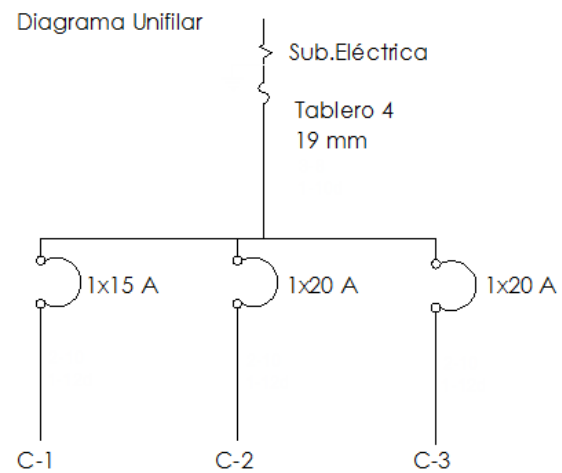 Diagrama Unifilar
Sub.Eléctrica
Tablero 4
19 mm
1x15 A
1x20 A
1x20 A
C-1
C-2
C-3